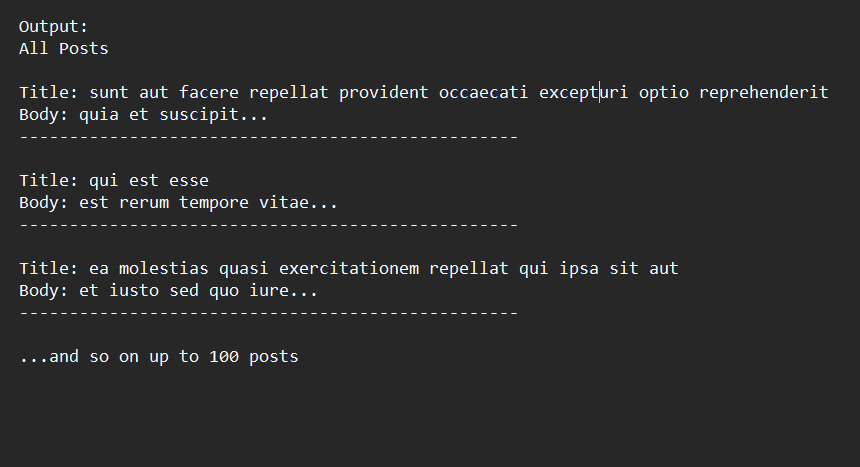 Output:
All Posts
Title: sunt aut facere repellat provident occaecati excepturi optio reprehenderit
Body: quia et suscipit...
--------------------------------------------------
Title: qui est esse
Body: est rerum tempore vitae...
--------------------------------------------------
Title: ea molestias quasi exercitationem repellat qui ipsa sit aut
Body: et iusto sed quo iure...
--------------------------------------------------
...and so on up to 100 posts